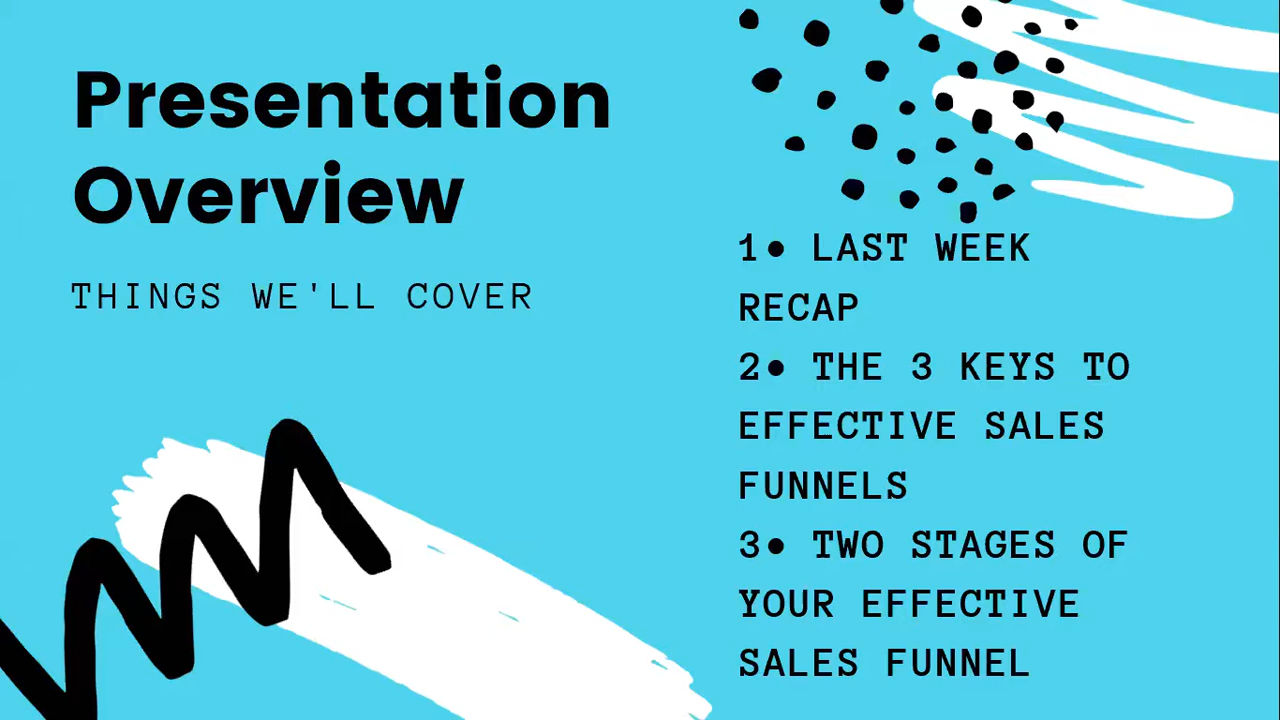 Presentation
Overview
THINGS WE'LL COVER
1• LAST WEEK
RECAP
2• THE 3 KEYS TO
EFFECTIVE SALES
FUNNELS
3• TWO STAGES OF
YOUR EFFECTIVE
SALES FUNNEL